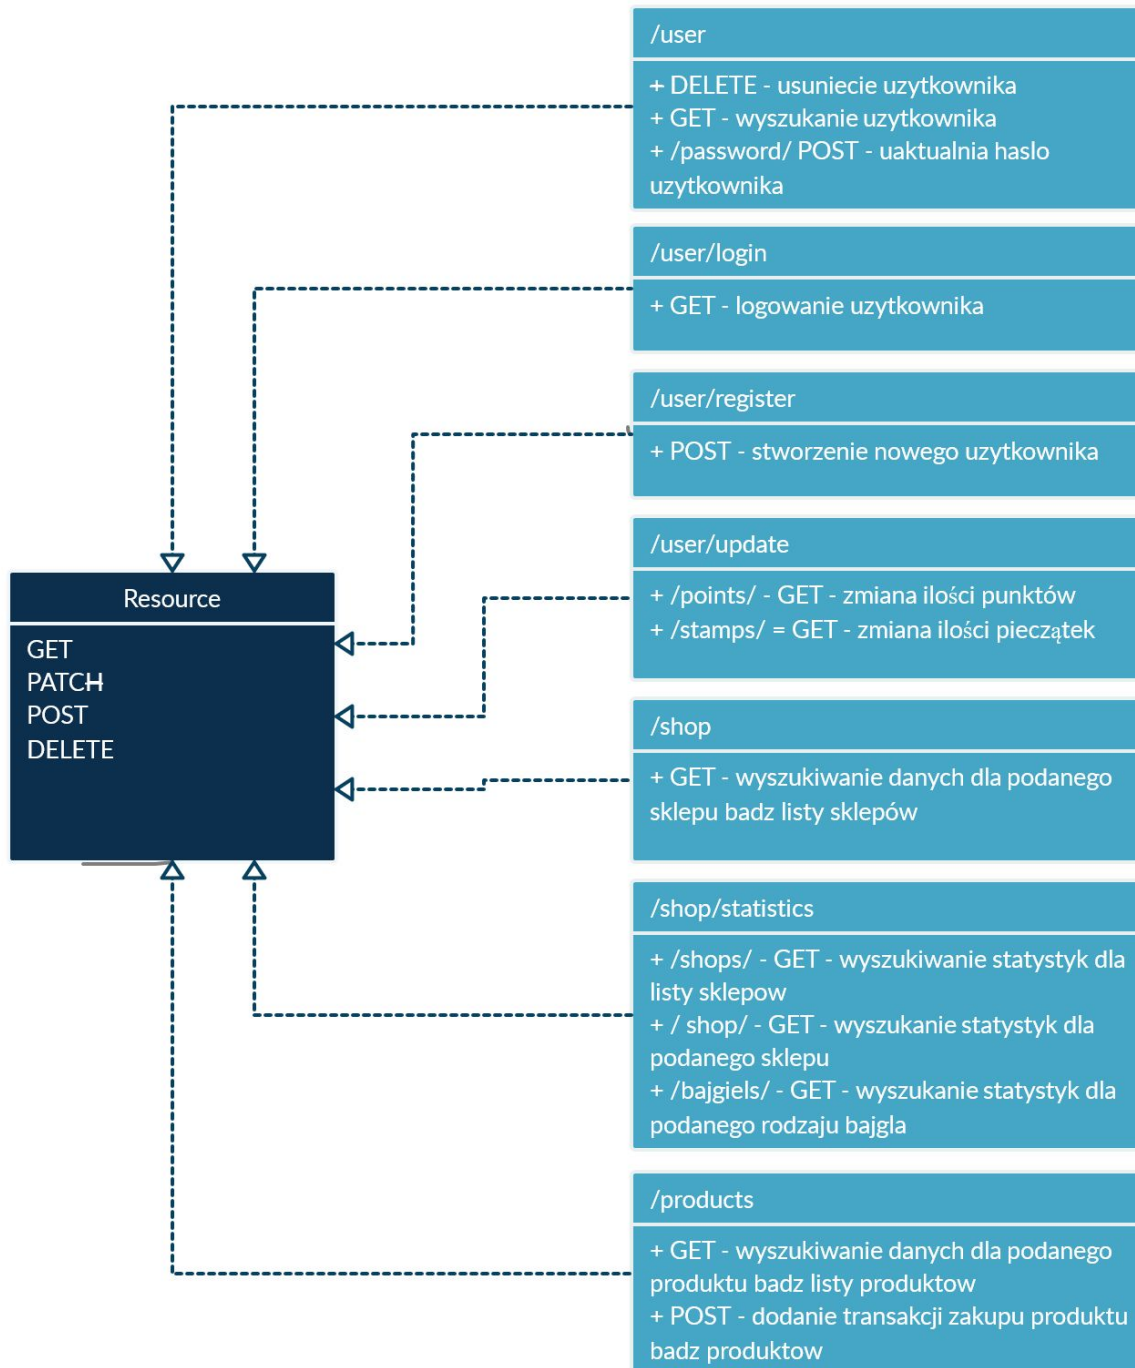 /user
+ DELETE - usuniecie uzytkownika
+ GET - wyszukanie uzytkownika
+ /password/ POST - uaktualnia haslo
uzytkownika
/user/login
+ GET - logowanie uzytkownika
/user/register
+ POST - stworzenie nowego uzytkownika
/user/update
+ /points/ - GET - zmiana ilości punktów
+ /stamps/ = GET - zmiana ilości pieczątek
Resource
GET
PATCH
POST
DELETE
/shop
+ GET - wyszukiwanie danych dla podanego
sklepu badz listy sklepów
/shop/statistics
+ /shops/ - GET - wyszukiwanie statystyk dla
listy sklepow
+ / shop/ - GET - wyszukanie statystyk dla
podanego sklepu
+ /bajgiels/ - GET - wyszukanie statystyk dla
podanego rodzaju bajgla
/products
+ GET - wyszukiwanie danych dla podanego
produktu badz listy produktow
+ POST - dodanie transakcji zakupu produktu
badz produktow